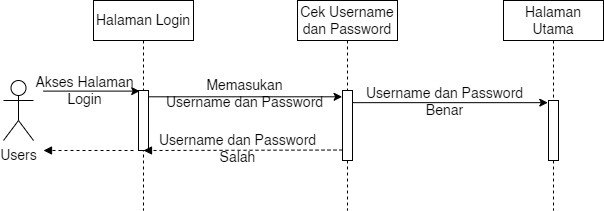 Halaman Login
Cek Username
dan Password
Halaman
Utama
Akses Halaman
Login
Memasukan
Username dan Password
Username dan Password
Benar
Username dan Password
Salah
Users